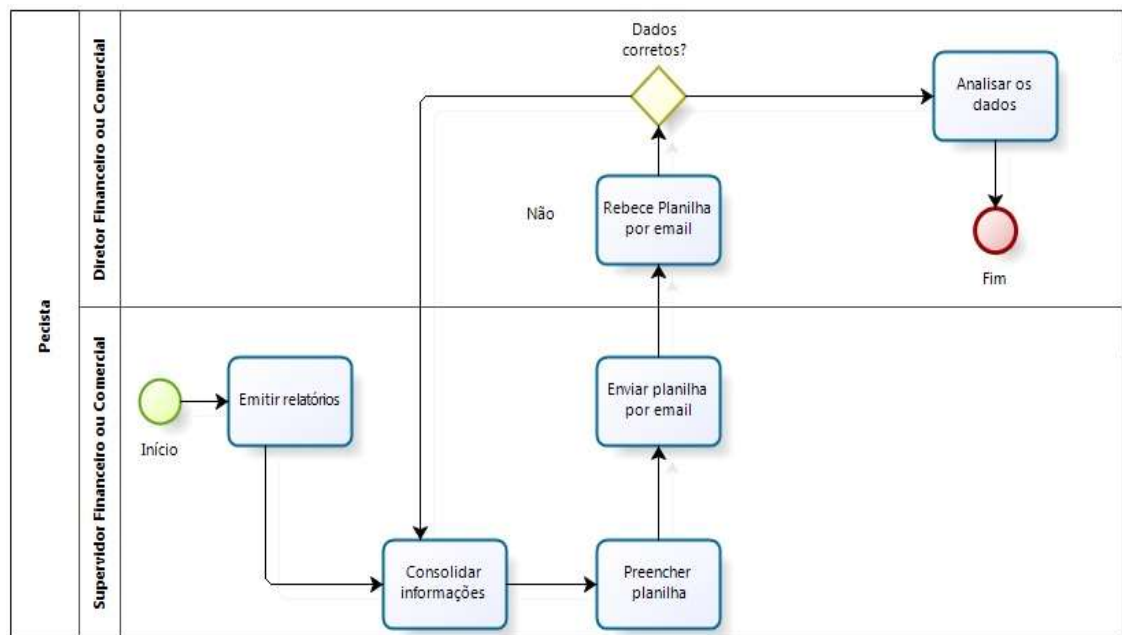 Pecista
Diretor Financeiro ou Comercial
Dados
corretos?
Analisar os
dados
Não
Rebece Planilha
por email
Fim
Supervidor Financeiro ou Comercial
Início
Emitir relatórios
Enviar planilha
por email
Consolidar
informações
Preencher
planilha